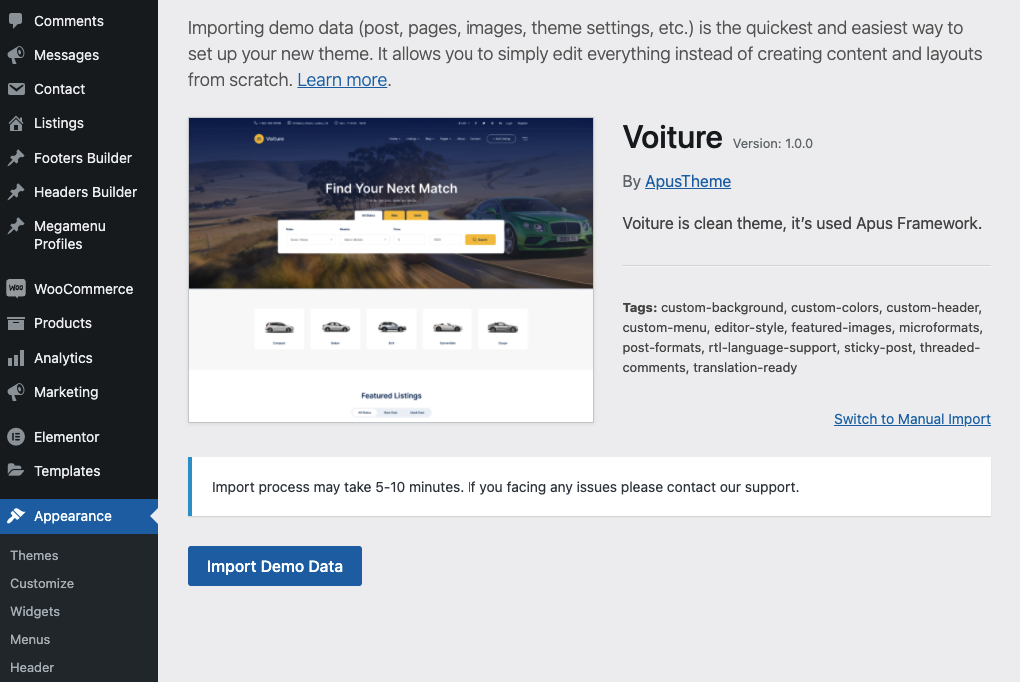 Comments
Messages
Contact
Listings
Footers Builder
Headers Builder
Megamenu
Profiles
WooCommerce
Products
Analytics
Marketing
Elementor
Templates
Appearance
Themes
Customize
Widgets
Menus
Header
Importing demo data (post, pages, images, theme settings, etc.) is the quickest and easiest way to
set up your new theme. It allows you to simply edit everything instead of creating content and layouts
from scratch. Learn more.
Voiture
Find Your Next Match
Featured Listings
Voiture Version: 1.0.0
By ApusTheme
Voiture is clean theme, it’s used Apus Framework.
Tags: custom-background, custom-colors, custom-header,
custom-menu, editor-style, featured-images, microformats,
post-formats, rtl-language-support, sticky-post, threaded-
comments, translation-ready
Switch to Manual Import
Import process may take 5-10 minutes. If you facing any issues please contact our support.
Import Demo Data